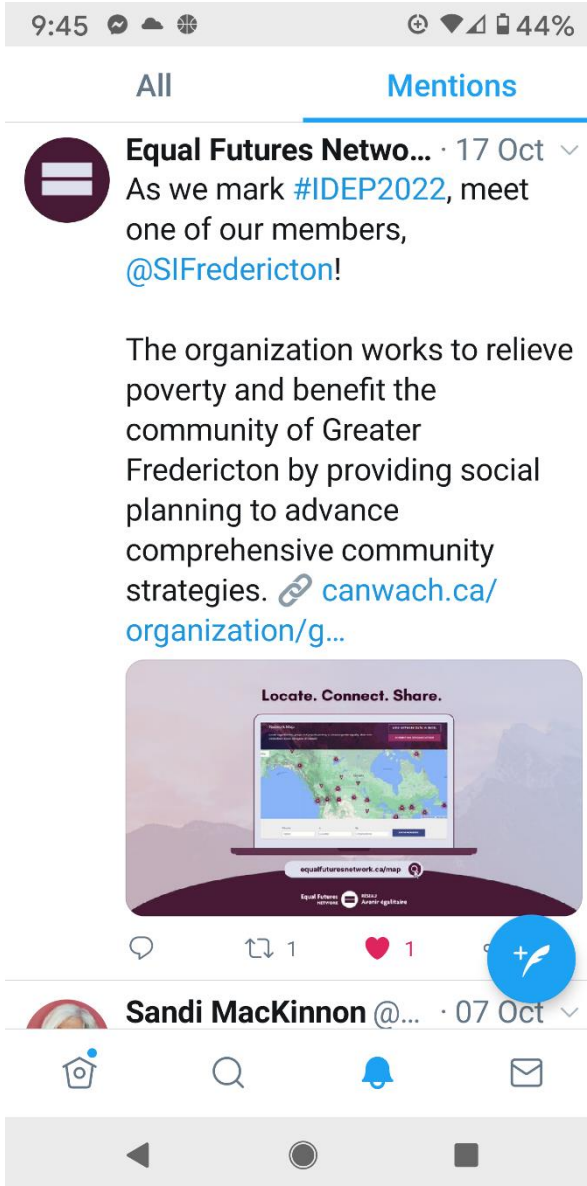 9:45
44%
All
Mentions
Equal Futures Netwo... · 17 Oct
As we mark #IDEP2022, meet
one of our members,
@SIFredericton!
The organization works to relieve
poverty and benefit the
community of Greater
Fredericton by providing social
planning to advance
comprehensive community
strategies. canwach.ca/
organization/g...
Locate. Connect. Share.
equalfuturesnetwork.ca/map
Equal Futures
NETWORK
RÉSEAU
Avenir égalitaire
1
1
Sandi MacKinnon @... · 07 Oct